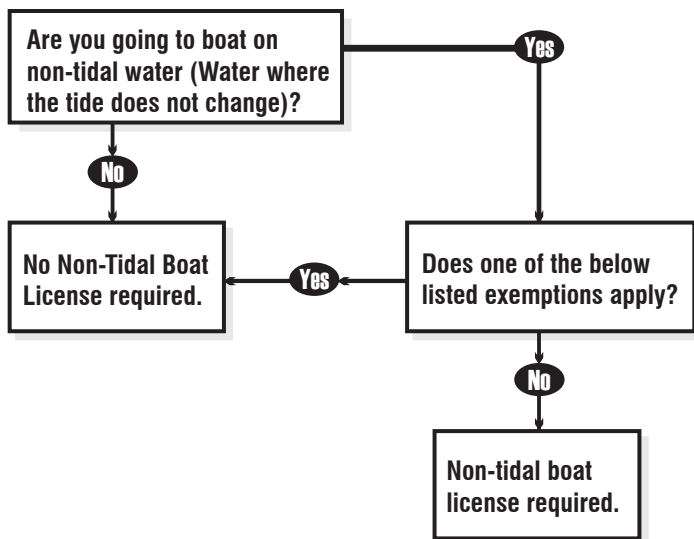 Are you going to boat on
non-tidal water (Water where
the tide does not change)?
Yes
No
No Non-Tidal Boat
License required.
Yes
Does one of the below
listed exemptions apply?
No
Non-tidal boat
license required.